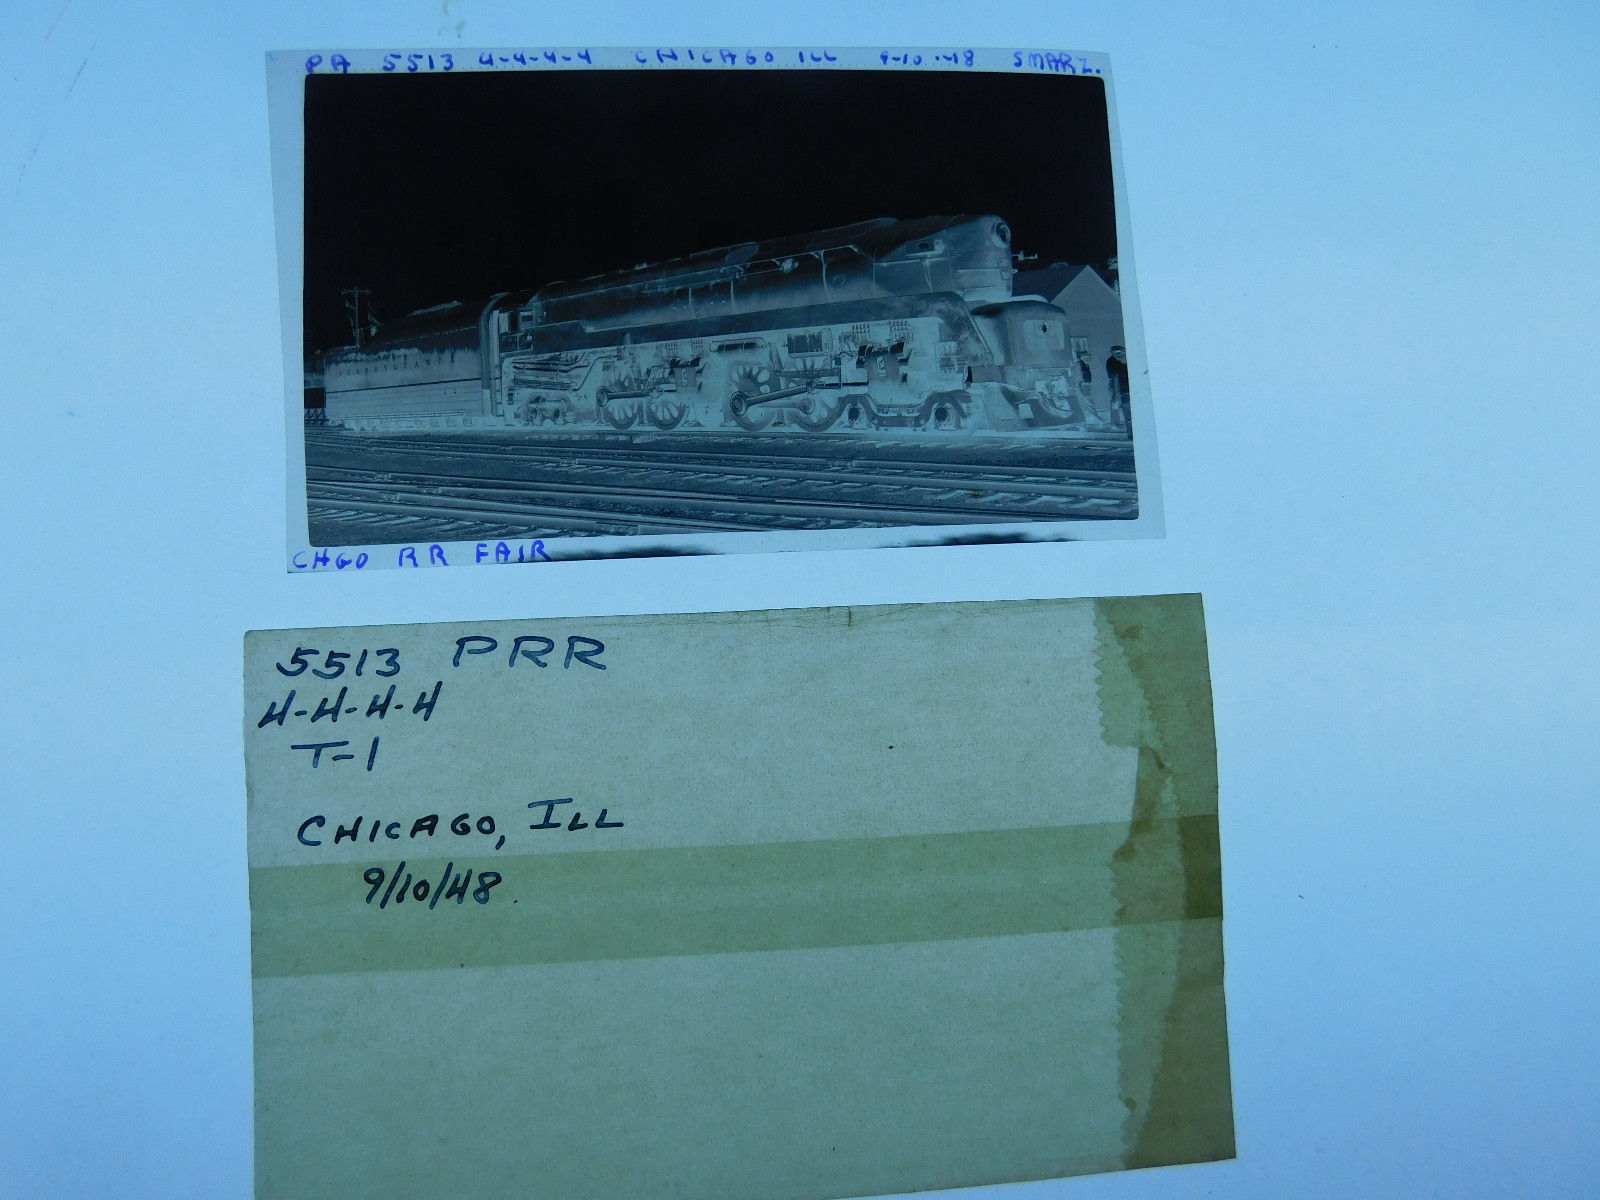 PA 5513 4-4-4-4 CHICAGO ILL 9-10-48 SMARZ.
PENNSYLVANIA
CHGO RR FAIR
5513 PRR
4-4-4-4
T-1
CHICAGO, ILL
9/10/48.